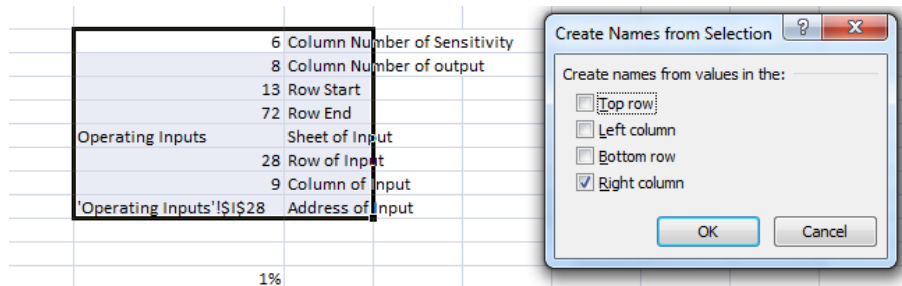 6 Column Number of Sensitivity
8 Column Number of output
13 Row Start
72 Row End
Operating Inputs Sheet of Input
28 Row of Input
9 Column of Input
'Operating Inputs'!$I$28 Address of Input
1%
Create Names from Selection ? X
Create names from values in the:
Top row
Left column
Bottom row
Right column
OK Cancel